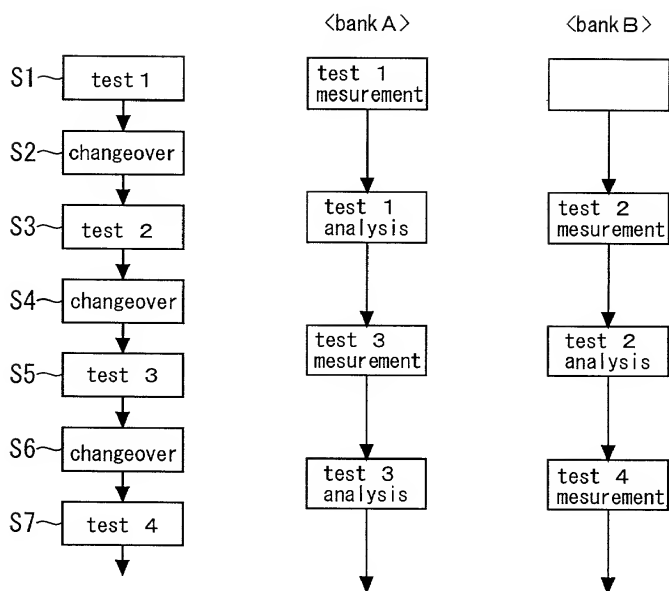 <bankA>
<bankB>
S1
test 1
test 1
mesurement
S2
changeover
S3
test 2
test 1
analysis
test 2
mesurement
S4
changeover
test 3
mesurement
test 2
analysis
S5
test 3
S6
changeover
test 3
analysis
test 4
mesurement
S7
test 4